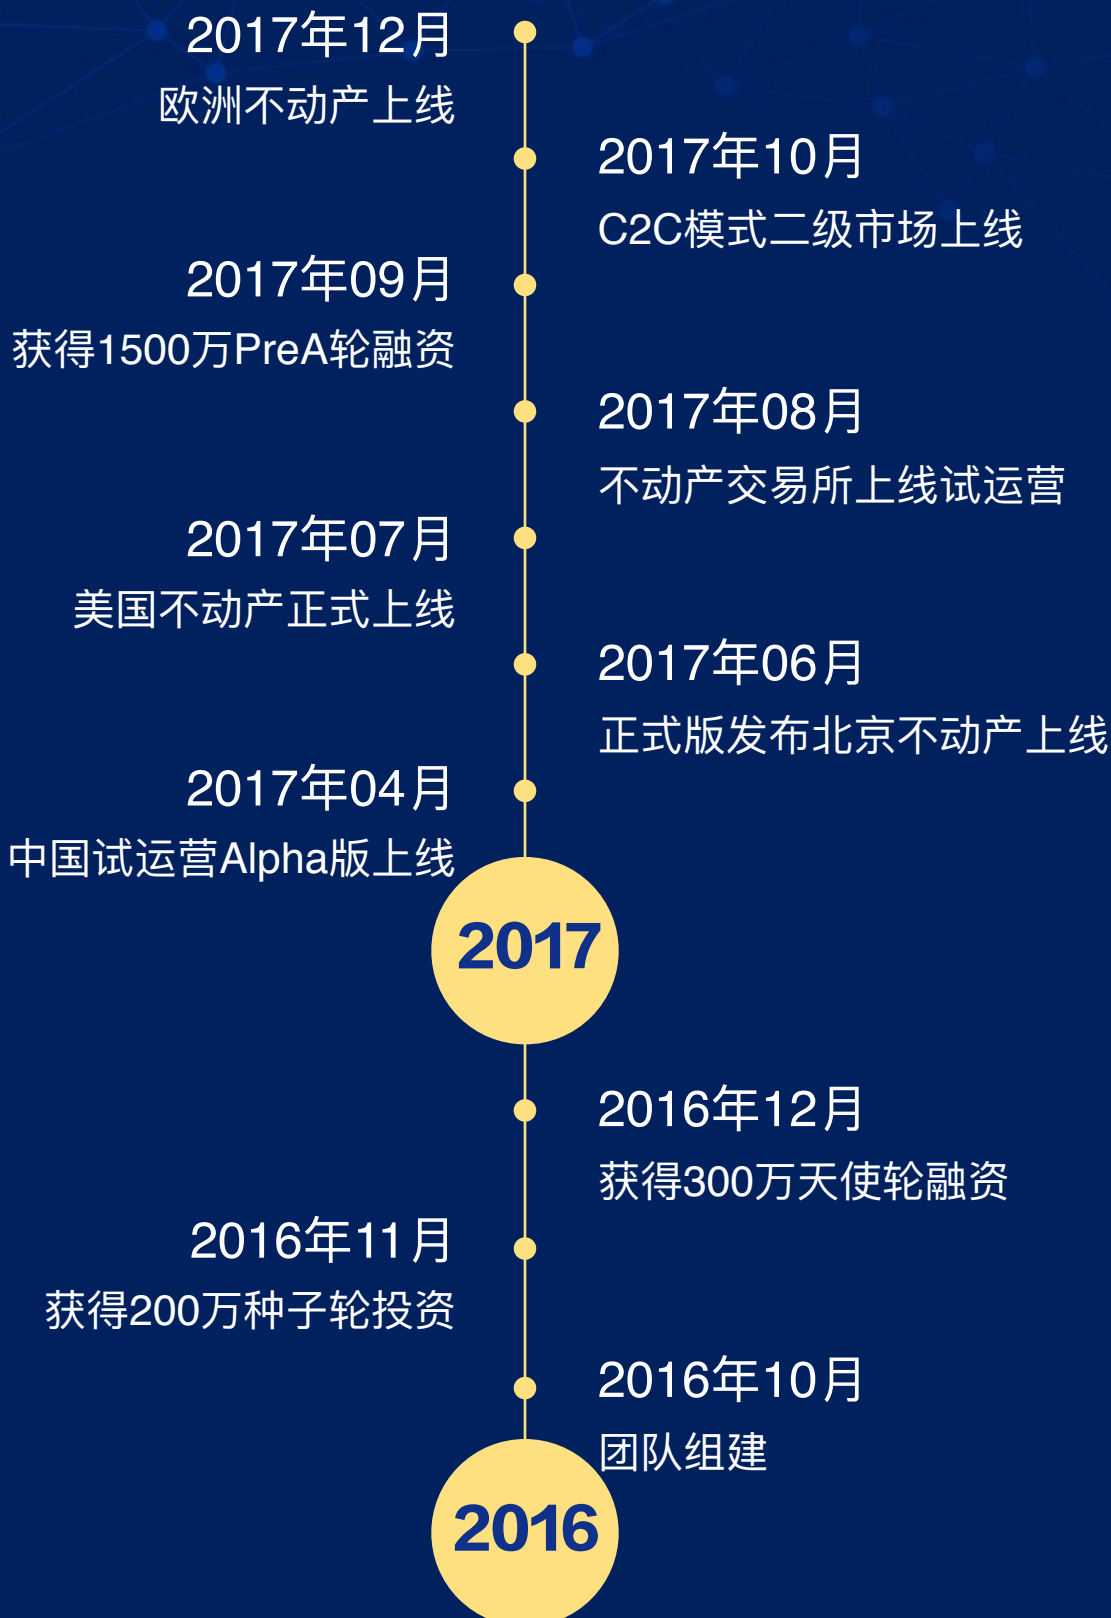 2017年12月
欧洲不动产上线
2017年10月
C2C模式二级市场上线
2017年09月
获得1500万PreA轮融资
2017年08月
不动产交易所上线试运营
2017年07月
美国不动产正式上线
2017年06月
正式版发布北京不动产上线
2017年04月
中国试运营Alpha版上线
2017
2016年12月
获得300万天使轮融资
2016年11月
获得200万种子轮投资
2016年10月
团队组建
2016